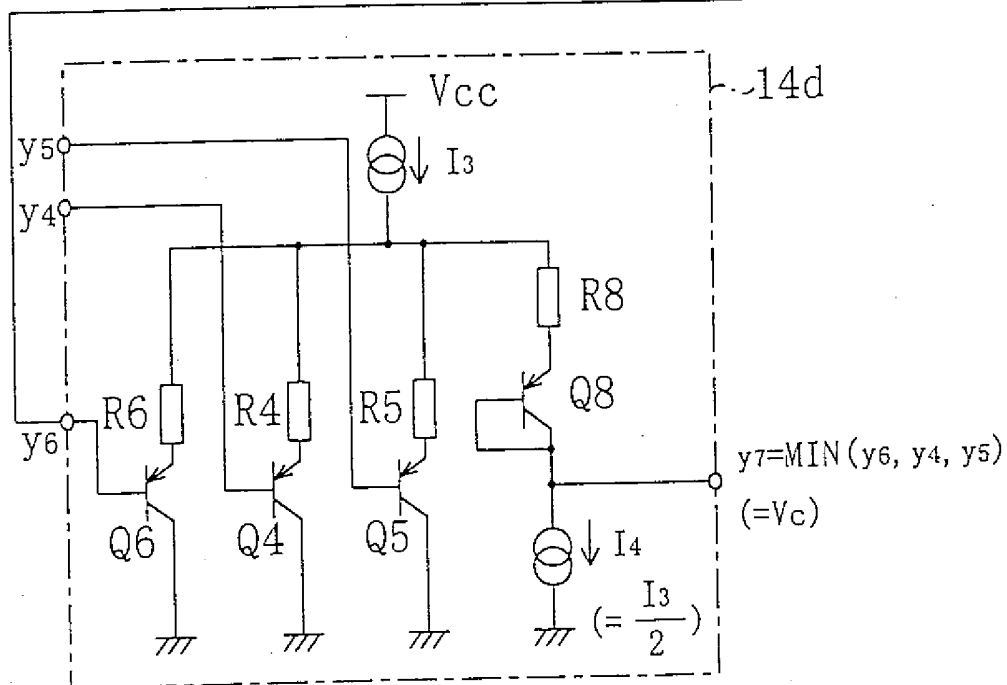 14d
Vcc
y5
I3
y4
R8
Q8
R6
R4
R5
y6
y7=MIN(y6, y4, y5)
(=Vc)
Q6
Q4
Q5
I4
(= I3/2)